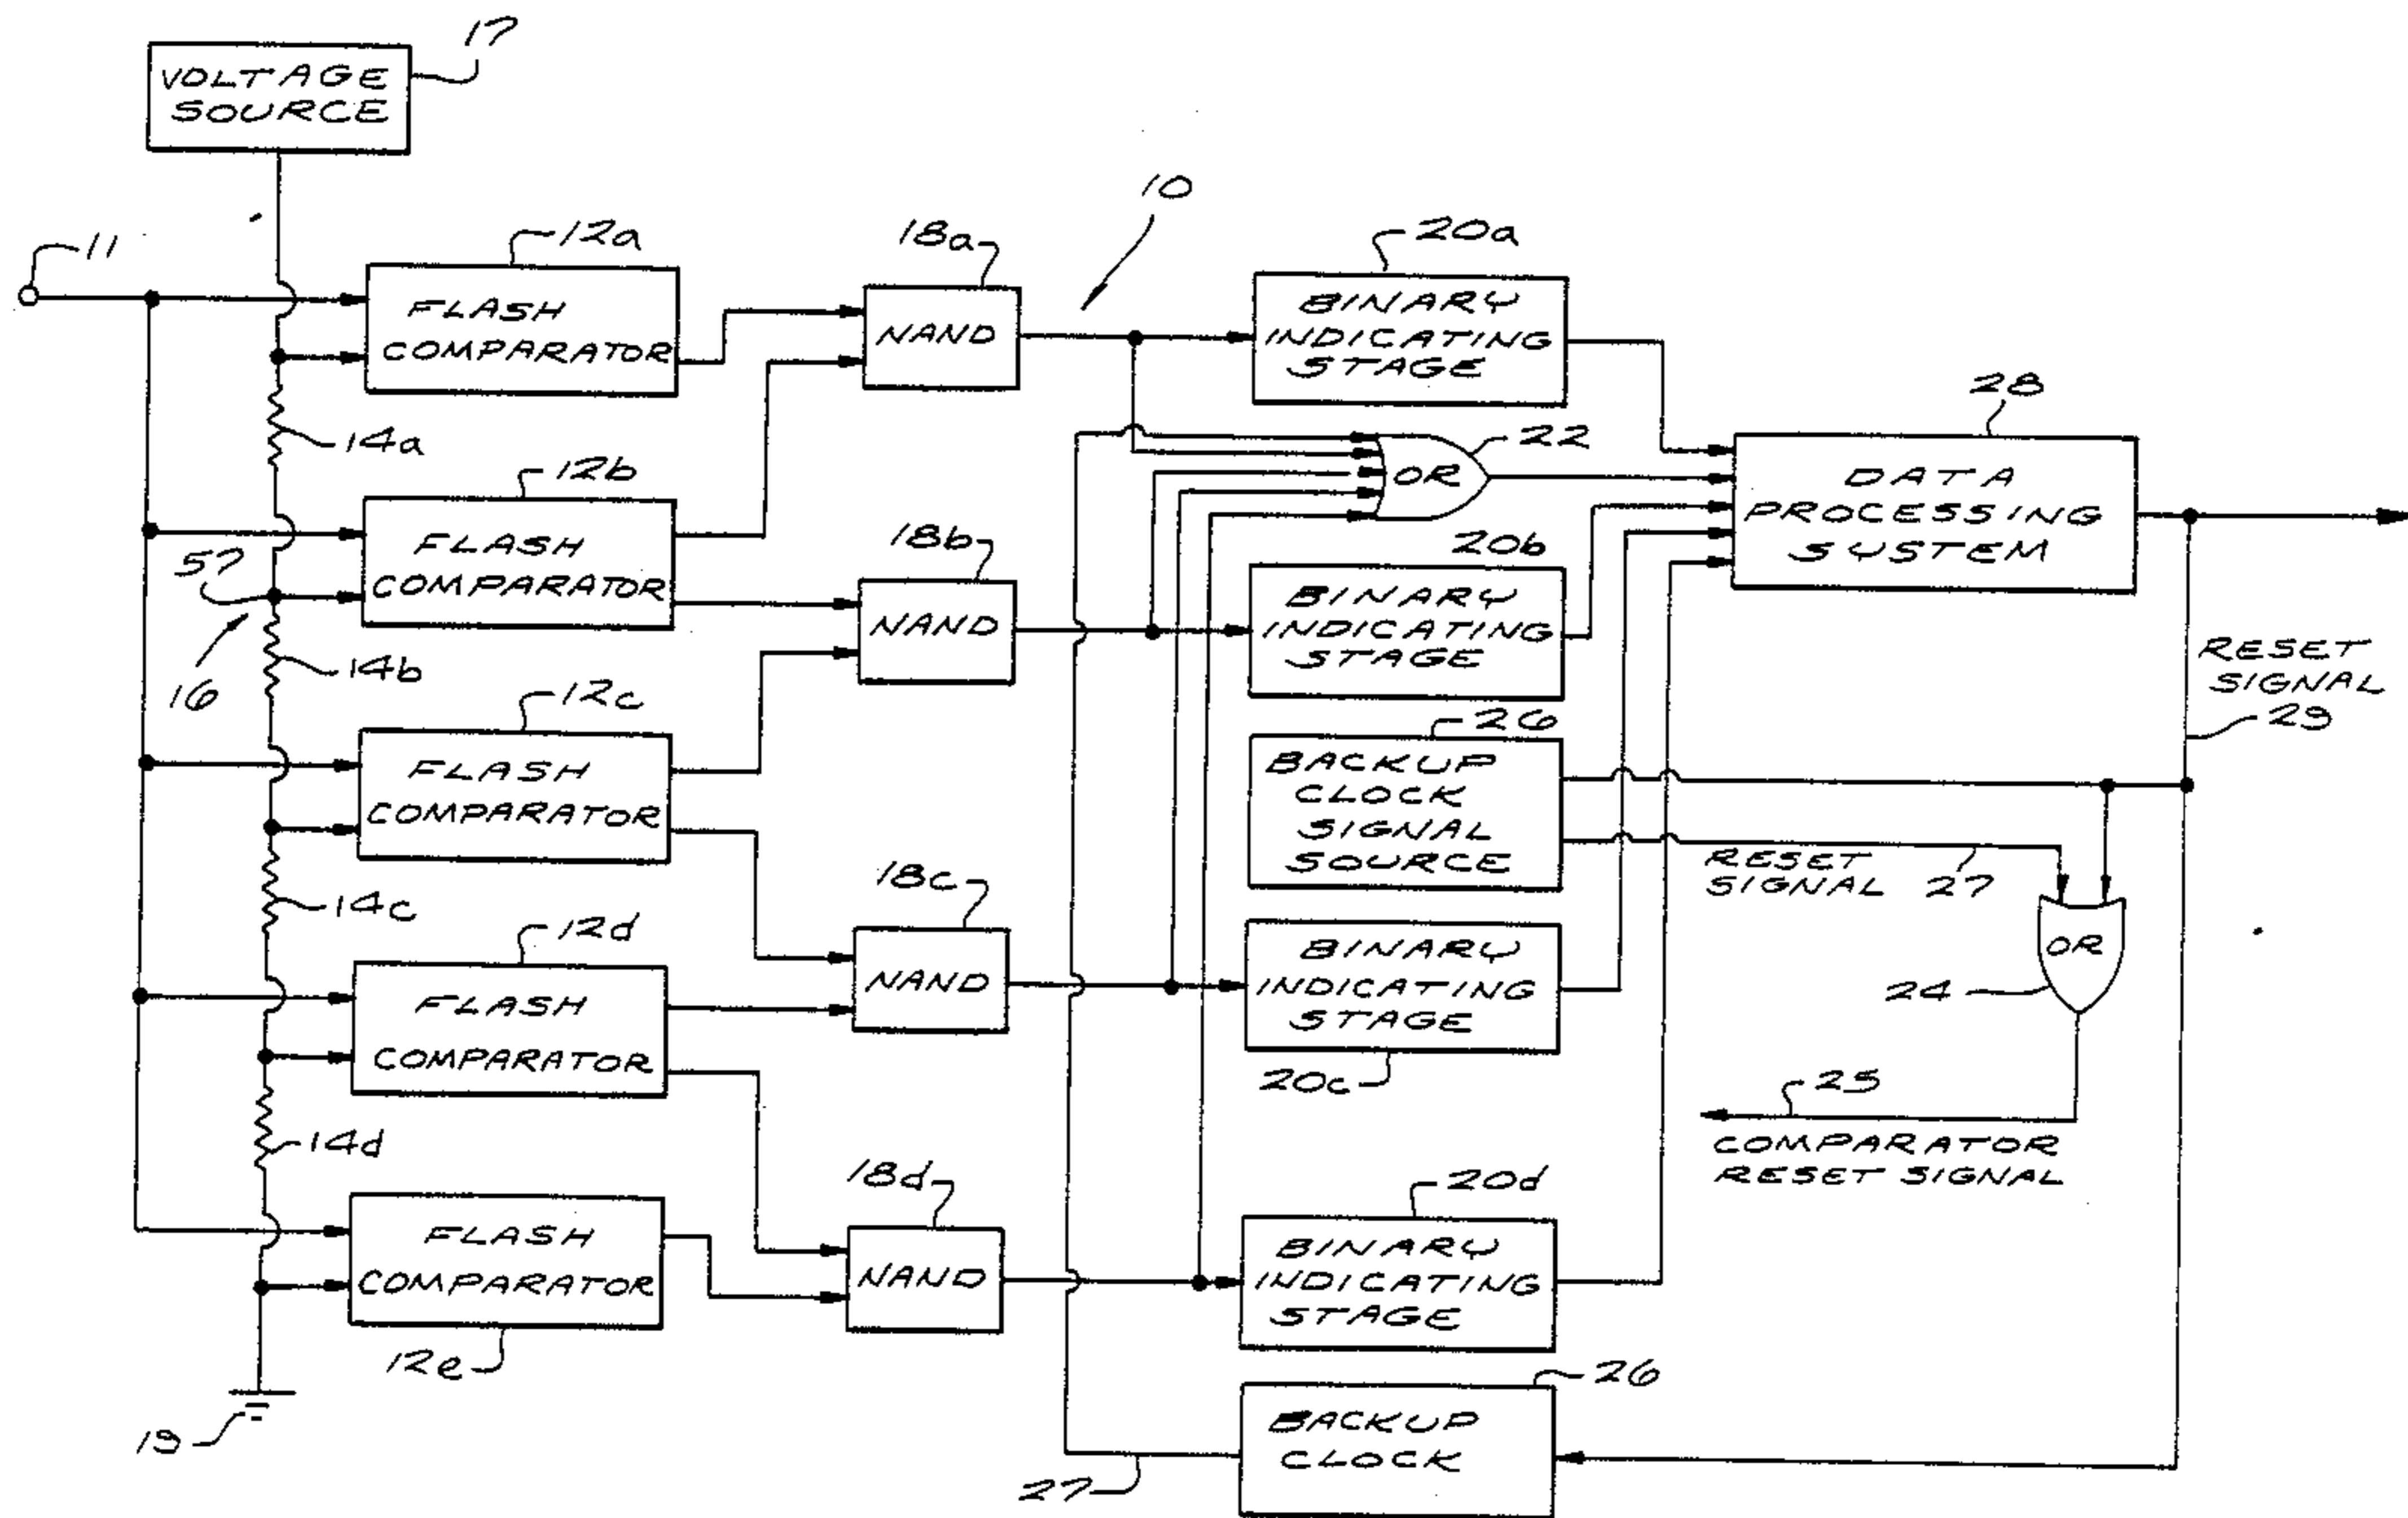 17
VOLTAGE
SOURCE
11
12a
FLASH
COMPARATOR
18a
NAND
10
20a
BINARY
INDICATING
STAGE
14a
22
OR
28
DATA
PROCESSING
SYSTEM
12b
FLASH
COMPARATOR
57
16
14b
18b
NAND
20b
BINARY
INDICATING
STAGE
RESET
SIGNAL
29
12c
FLASH
COMPARATOR
26
BACKUP
CLOCK
SIGNAL
SOURCE
RESET
SIGNAL
27
14c
18c
NAND
12d
FLASH
COMPARATOR
BINARY
INDICATING
STAGE
20c
OR
24
25
COMPARATOR
RESET SIGNAL
14d
18d
NAND
20d
BINARY
INDICATING
STAGE
FLASH
COMPARATOR
12e
19
26
BACKUP
CLOCK
27